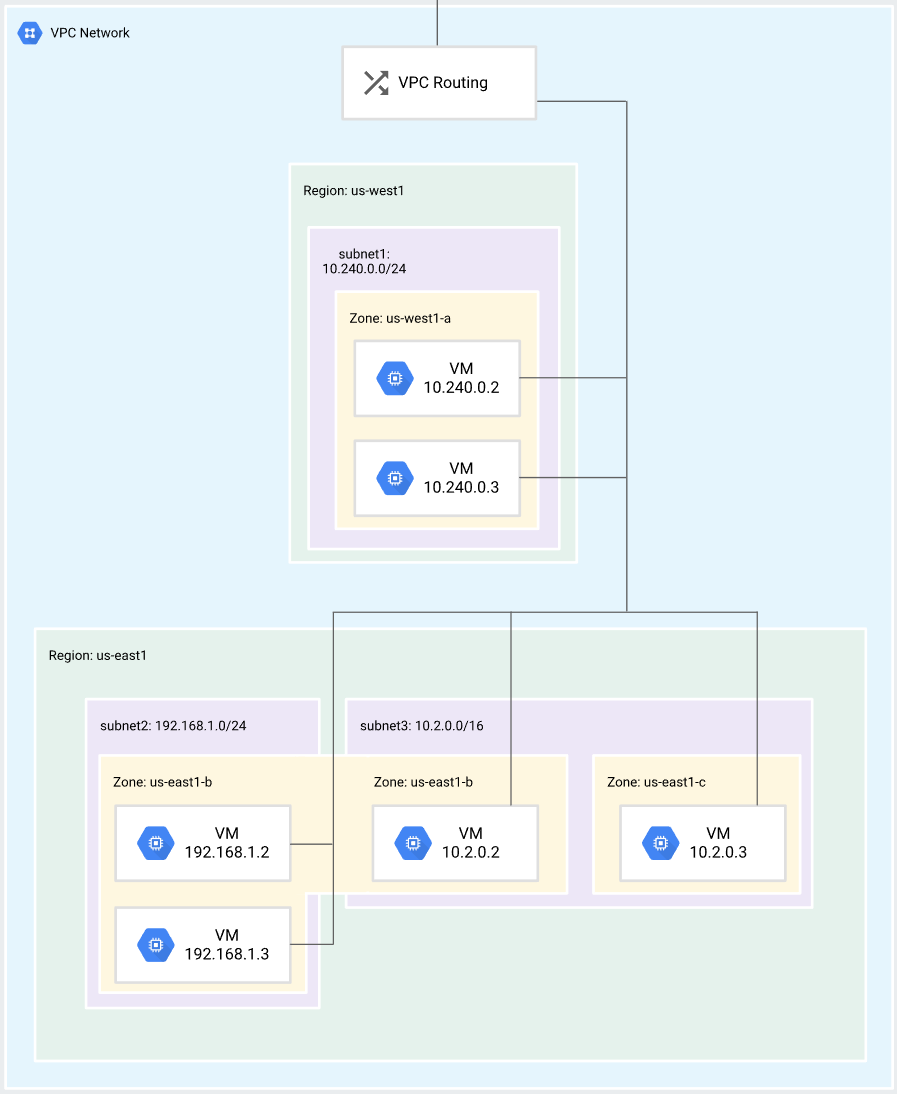 VPC Network
VPC Routing
Region: us-west1
subnet1:
10.240.0.0/24
Zone: us-west1-a
VM
10.240.0.2
VM
10.240.0.3
Region: us-east1
subnet2: 192.168.1.0/24
subnet3: 10.2.0.0/16
Zone: us-east1-b
Zone: us-east1-b
Zone: us-east1-c
VM
192.168.1.2
VM
10.2.0.2
VM
10.2.0.3
VM
192.168.1.3